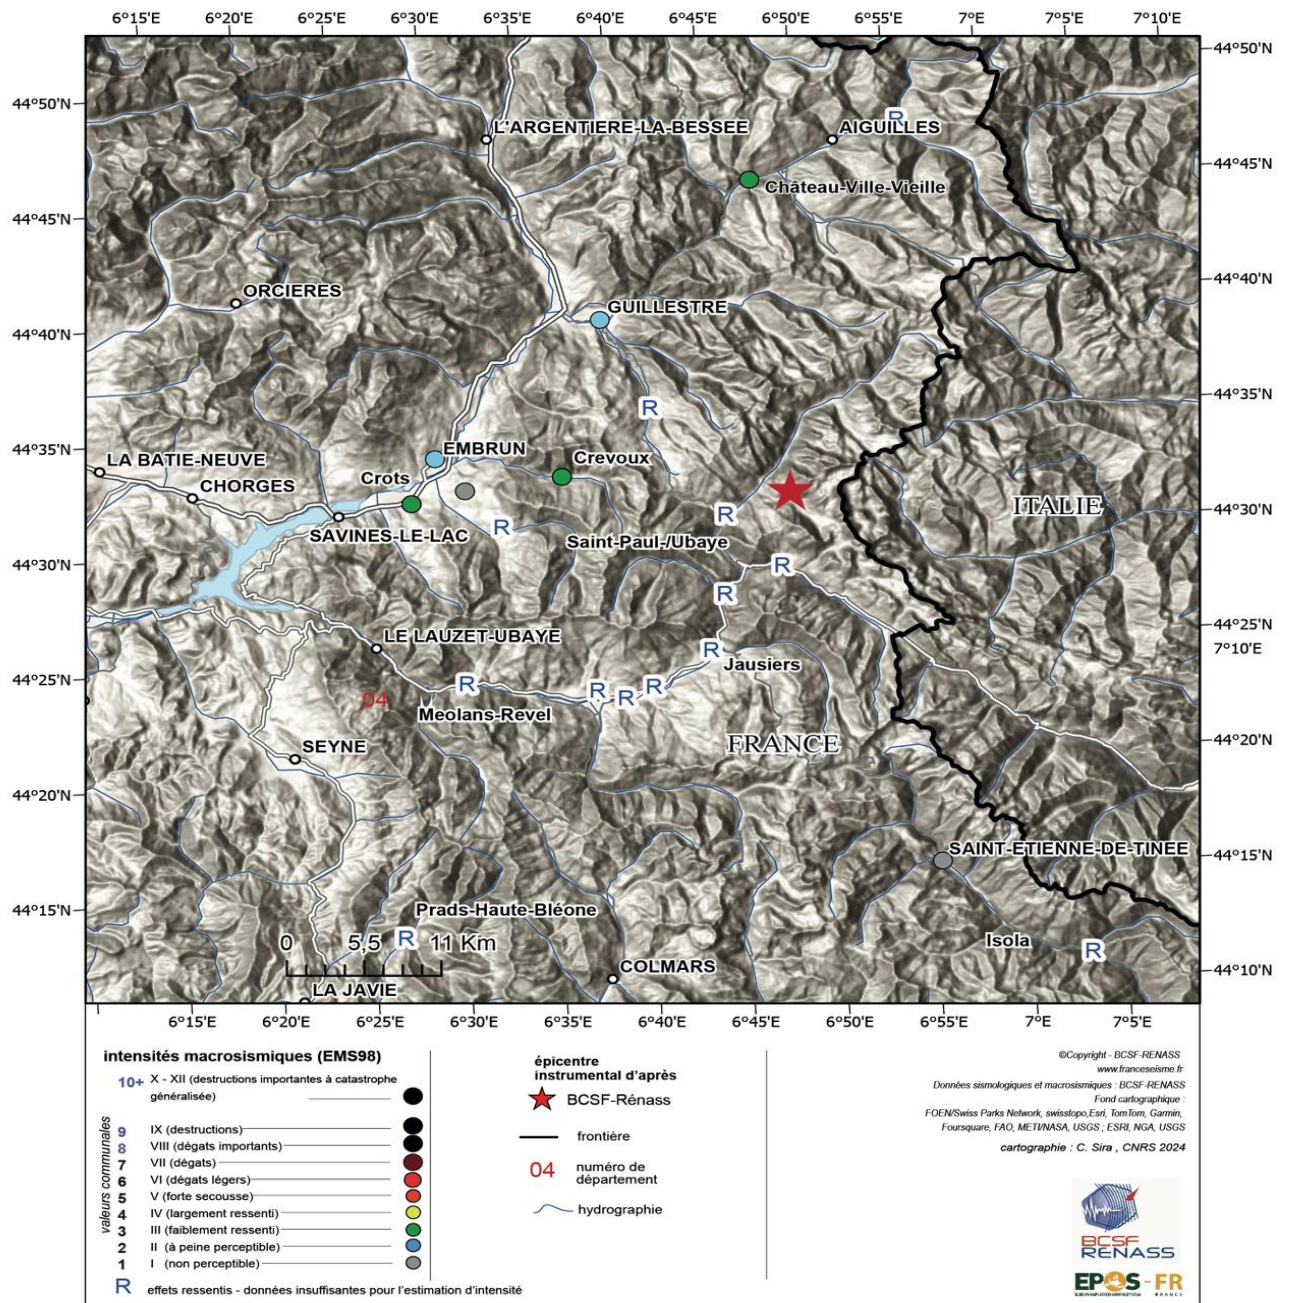 6°15'E 6°20'E 6°25'E 6°30'E 6°35'E 6°40'E 6°45'E 6°50'E 6°55'E 7°E 7°5'E 7°10'E
44°50'N
44°50'N
L'ARGENTIERE-LA-BESSEE
AIGUILLES
R
44°45'N
Château-Ville-Vieille
44°45'N
44°40'N
ORCIERES
GUILLESTRE
44°40'N
44°35'N
R
44°35'N
EMBRUN
LA BATIE-NEUVE
Crevoux
Crots
CHORGES
ITALIE
44°30'N
R
R
SAVINES-LE-LAC
Saint-Paul-/Ubaye
44°30'N
R
R
44°25'N
LE LAUZET-UBAYE
7°10'E
R
Jausiers
44°25'N
R
R
R
R
04
Meolans-Revel
FRANCE
44°20'N
SEYNE
44°20'N
SAINT-ETIENNE-DE-TINEE
44°15'N
44°15'N
Prads-Haute-Bléone
R
0 5,5 11 Km
Isola
R
COLMARS
44°10'N
LA JAVIE
6°15'E 6°20'E 6°25'E 6°30'E 6°35'E 6°40'E 6°45'E 6°50'E 6°55'E 7°E 7°5'E
intensités macrosismiques (EMS98)
valeurs communales
10+ X - XII (destructions importantes à catastrophe
généralisée)
9 IX (destructions)
8 VIII (dégats importants)
7 VII (dégats)
6 VI (dégats légers)
5 V (forte secousse)
4 IV (largement ressenti)
3 III (faiblement ressenti)
2 II (à peine perceptible)
1 I (non perceptible)
R effets ressentis - données insuffisantes pour l'estimation d'intensité
épicentre
instrumental d'après
BCSF-Rénass
frontière
04 numéro de
département
hydrographie
©Copyright - BCSF-RENASS
www.franceseisme.fr
Données sismologiques et macrosismiques : BCSF-RENASS
Fond cartographique :
FOEN/Swiss Parks Network, swisstopo,Esri, TomTom, Garmin,
Foursquare, FAO, METI/NASA, USGS ; ESRI, NGA, USGS
cartographie : C. Sira , CNRS 2024
BCSF
RENASS
EPOS-FR
FRANCE